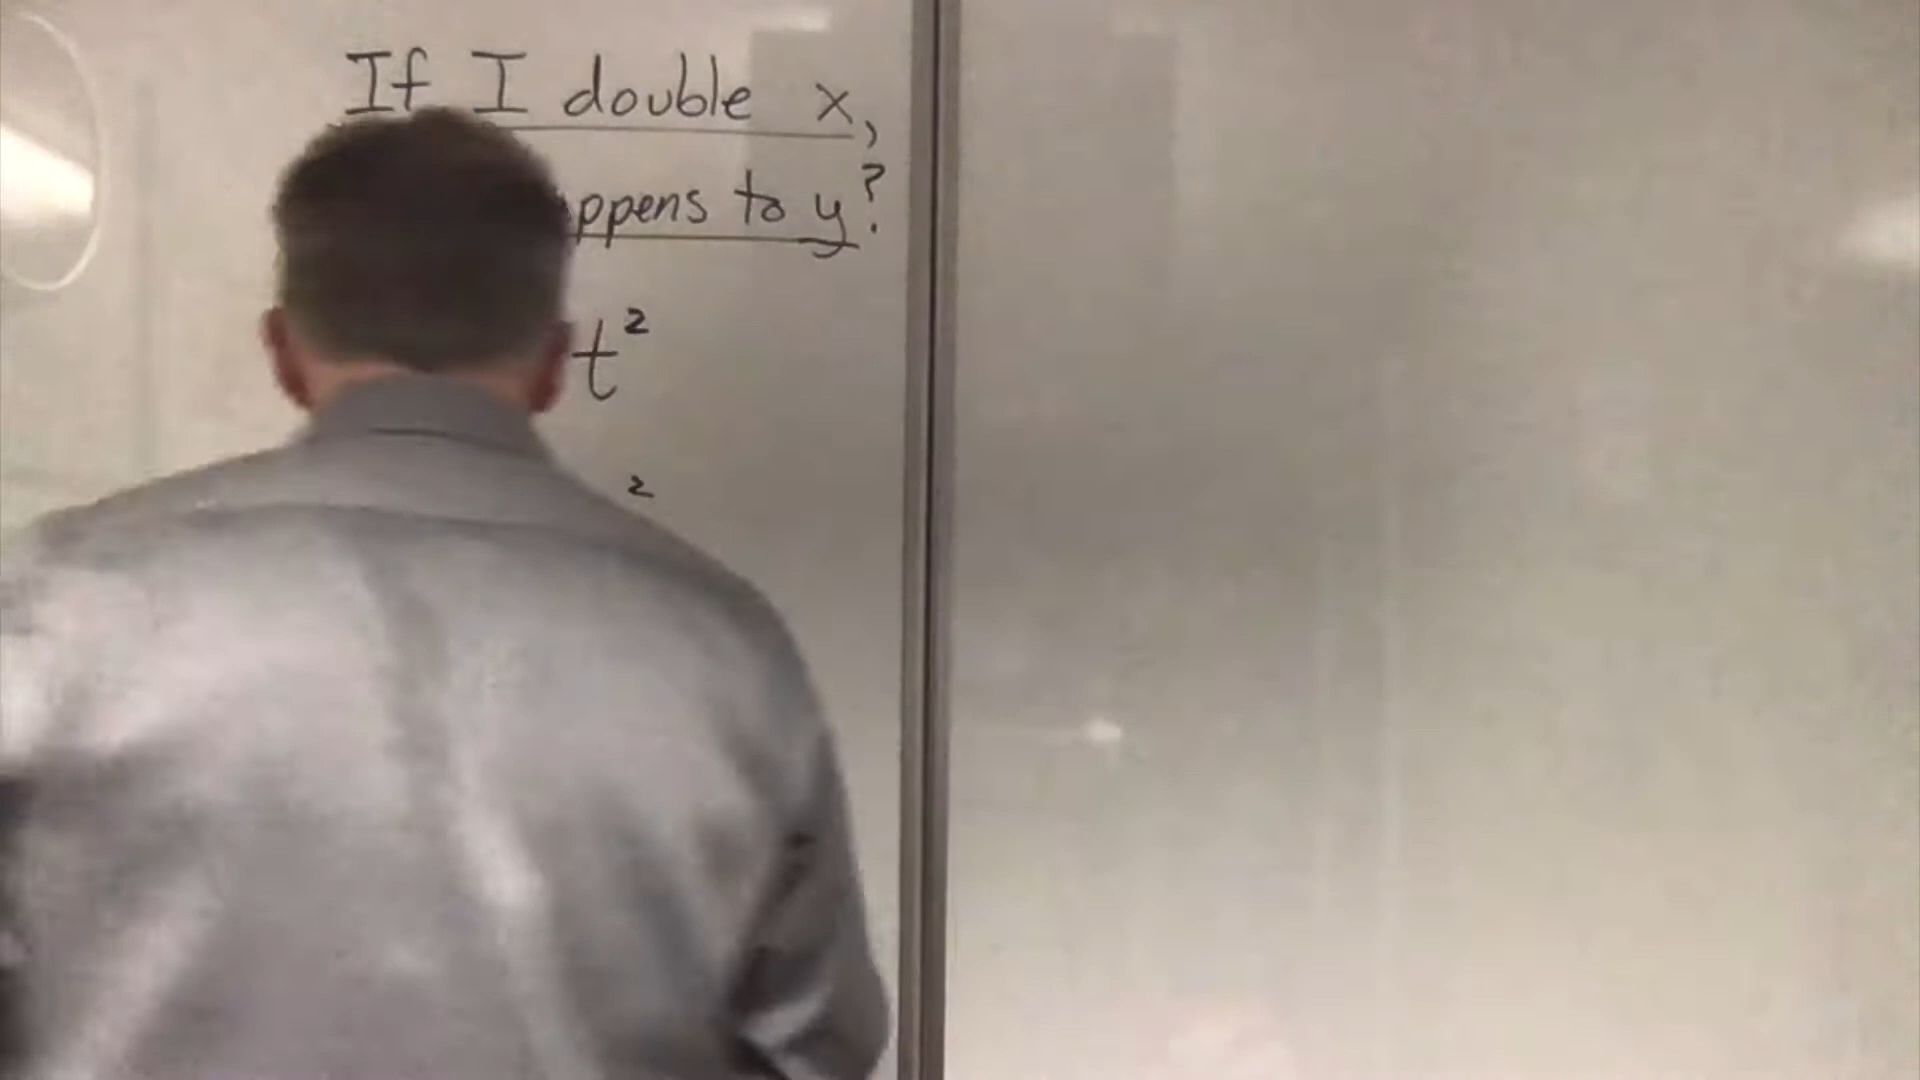 If I double x,
ppens to y?
t²
²